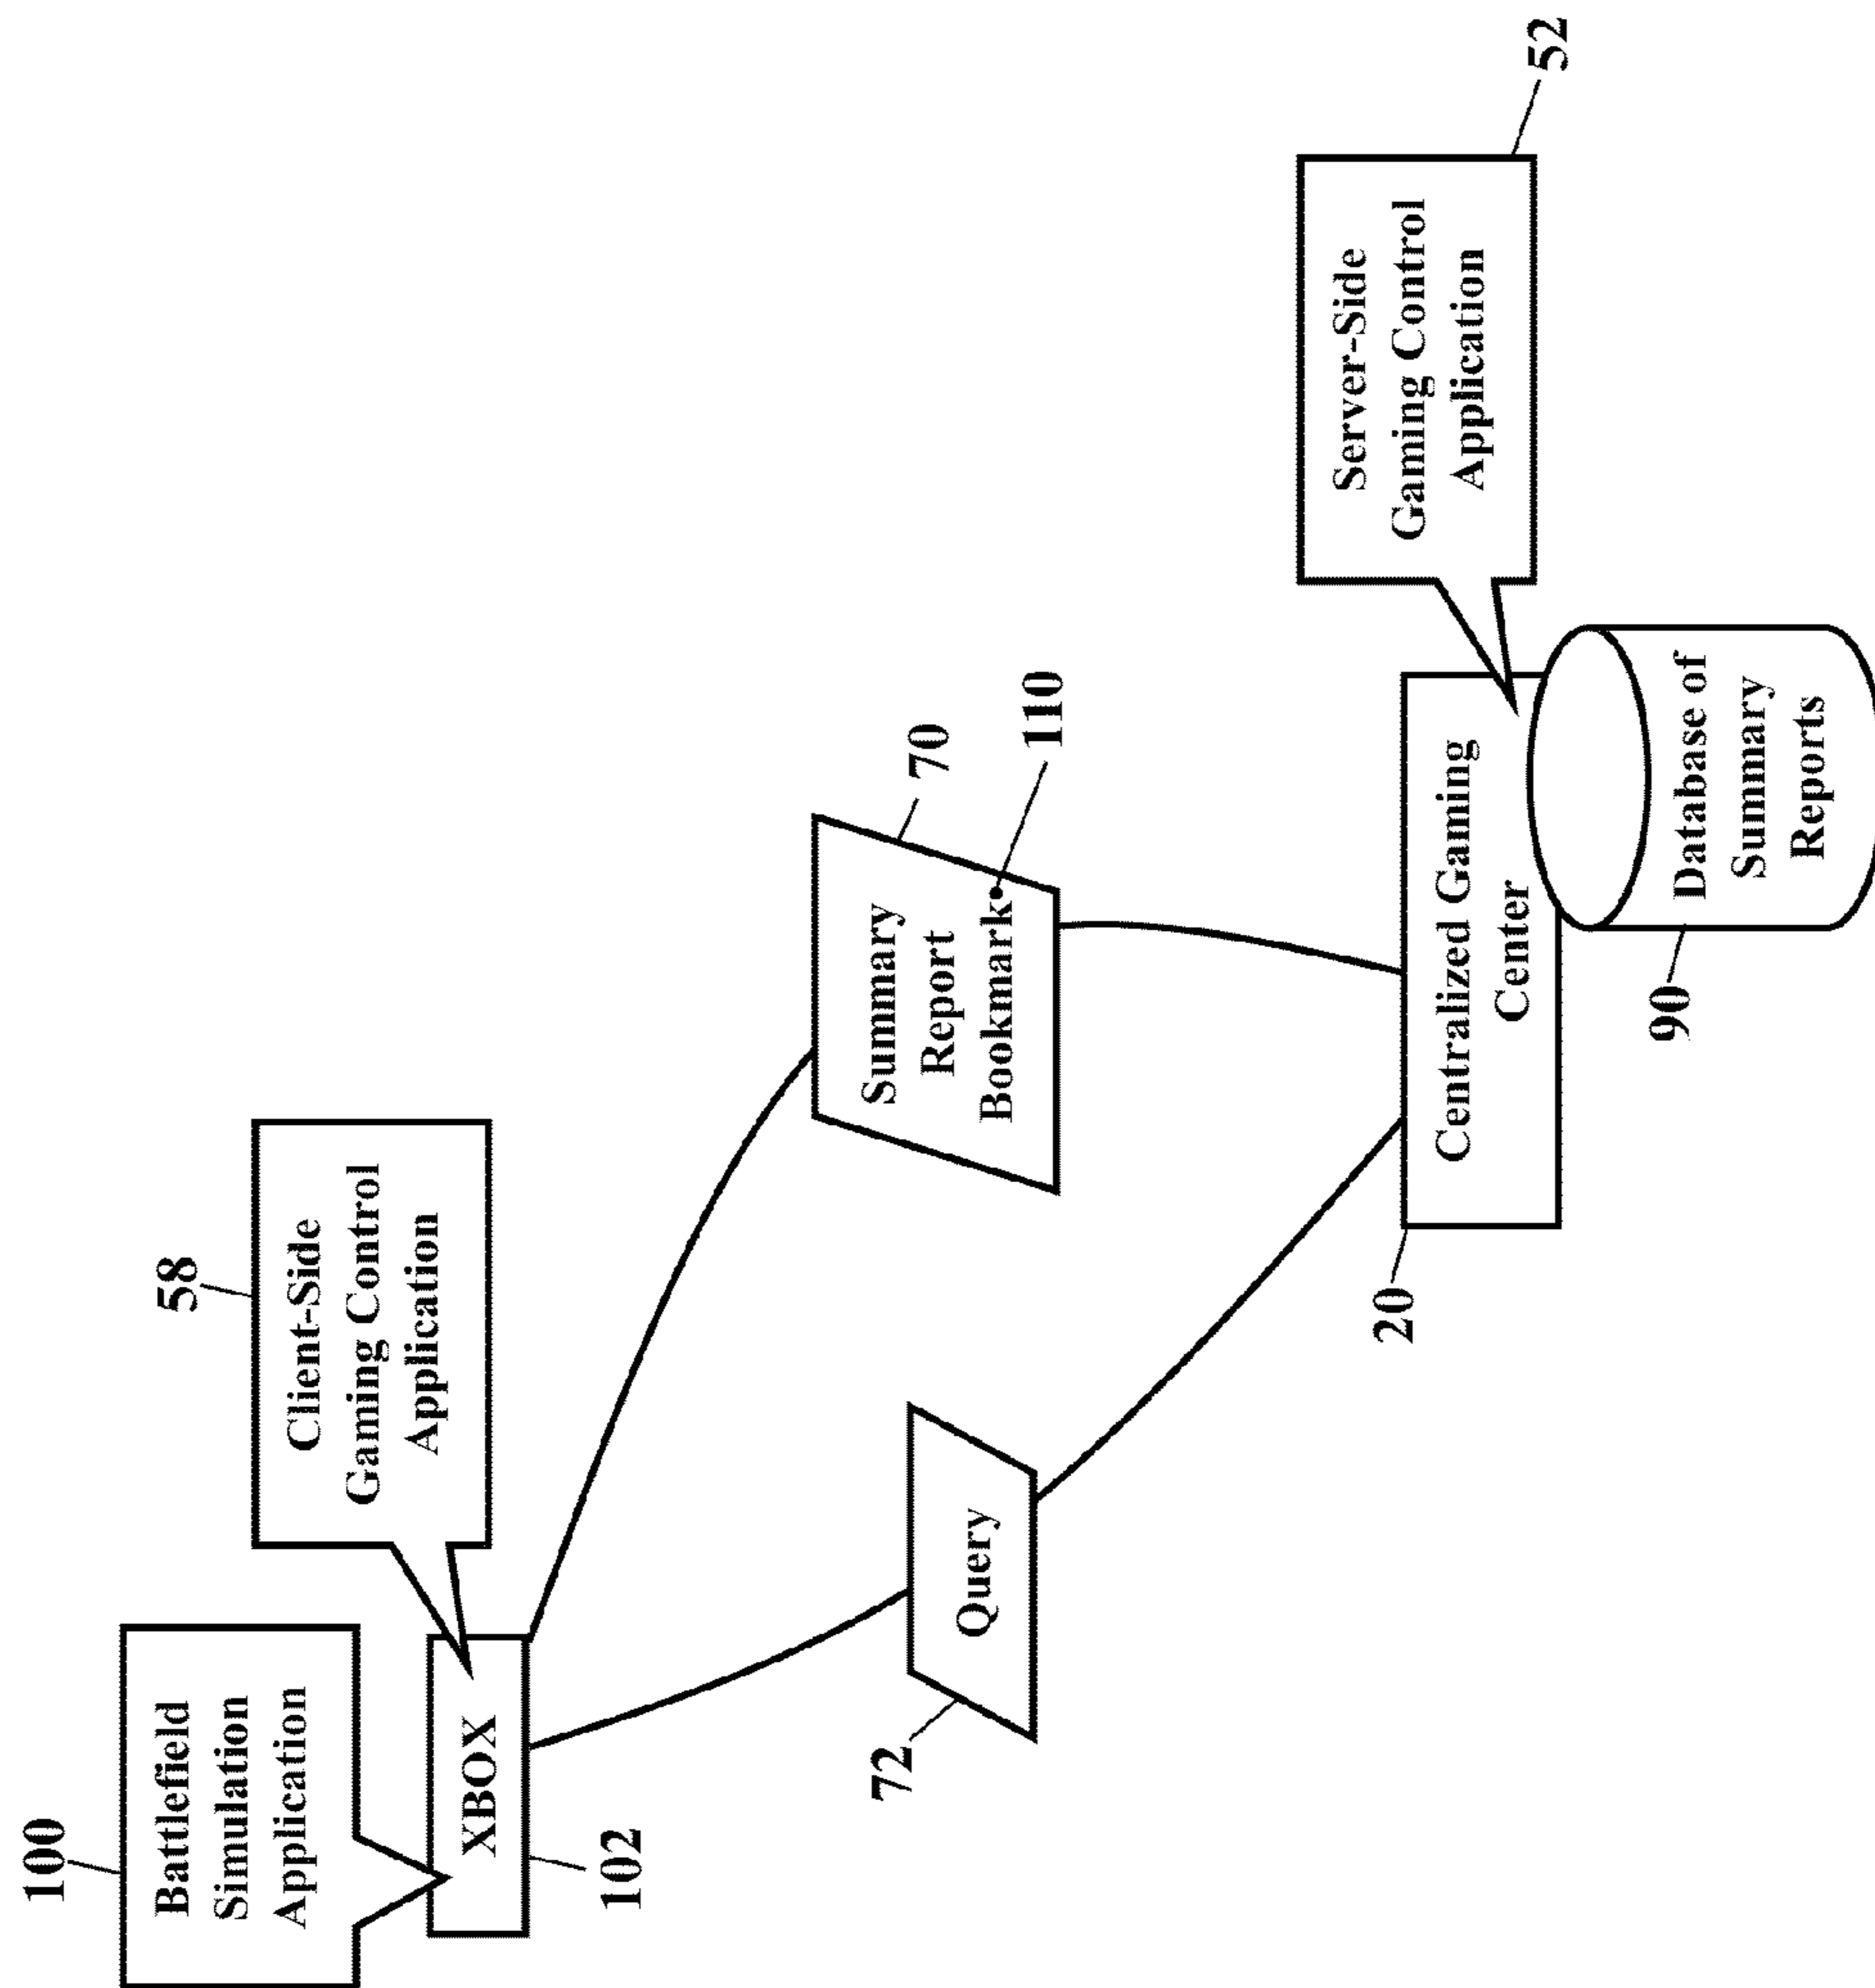 100
Battlefield
Simulation
Application
58
Client-Side
Gaming Control
Application
XBOX
102
72
Query
70
Summary
Report
Bookmark
110
20
Centralized Gaming
Center
52
Server-Side
Gaming Control
Application
90
Database of
Summary
Reports